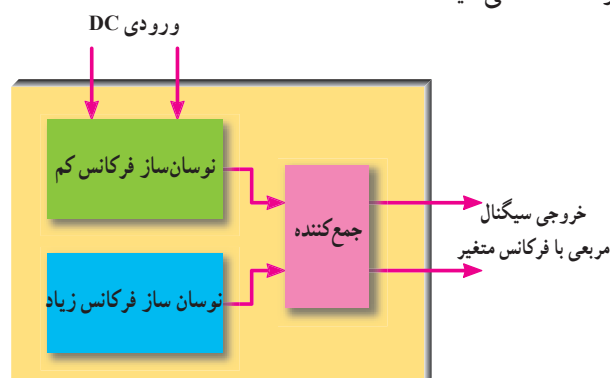 ورودی DC
نوسان‌ساز فرکانس کم
جمع‌کننده
خروجی سیگنال
مربعی با فرکانس متغیر
نوسان ساز فرکانس زیاد